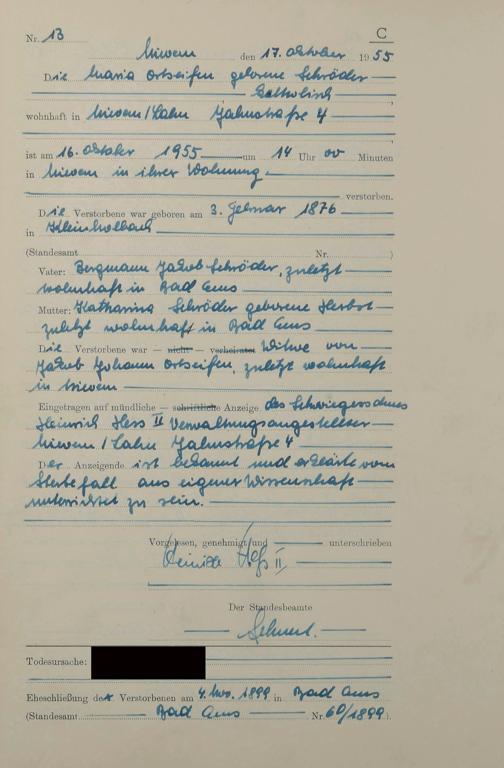 C
Nr. 13
Nievern den 17. Oktober 1955
Die Maria Ortseifen geborene Schröder
Katholisch
wohnhaft in Nievern/Lahn Jahnstraße 4
ist am 16. Oktober 1955 um 14 Uhr 00 Minuten
in Nievern in ihrer Wohnung.
verstorben.
Die Verstorbene war geboren am 3. Februar 1876
in Kleinholbach
(Standesamt Nr. )
Vater: Bergmann Jakob Schröder, zuletzt
wohnhaft in Bad Ems
Mutter: Katharina Schröder geborene Herbst
zuletzt wohnhaft in Bad Ems
Die Verstorbene war – nicht – verheiratet Witwe von
Jakob Johann Ortseifen, zuletzt wohnhaft
in Nievern
Eingetragen auf mündliche – schriftliche Anzeige des Schwiegersohnes
Heinrich Hess II Verwaltungsangestellter
Nievern/Lahn Jahnstraße 4
Der Anzeigende ist bekannt und erklärte vom
Sterbefall aus eigener Wissenschaft
unterrichtet zu sein.
Vorgelesen, genehmigt und unterschrieben
Heinrich Heß II
Der Standesbeamte
Todesursache:
Eheschließung der Verstorbenen am 4. Nov. 1899 in Bad Ems
(Standesamt Bad Ems Nr. 60/1899).